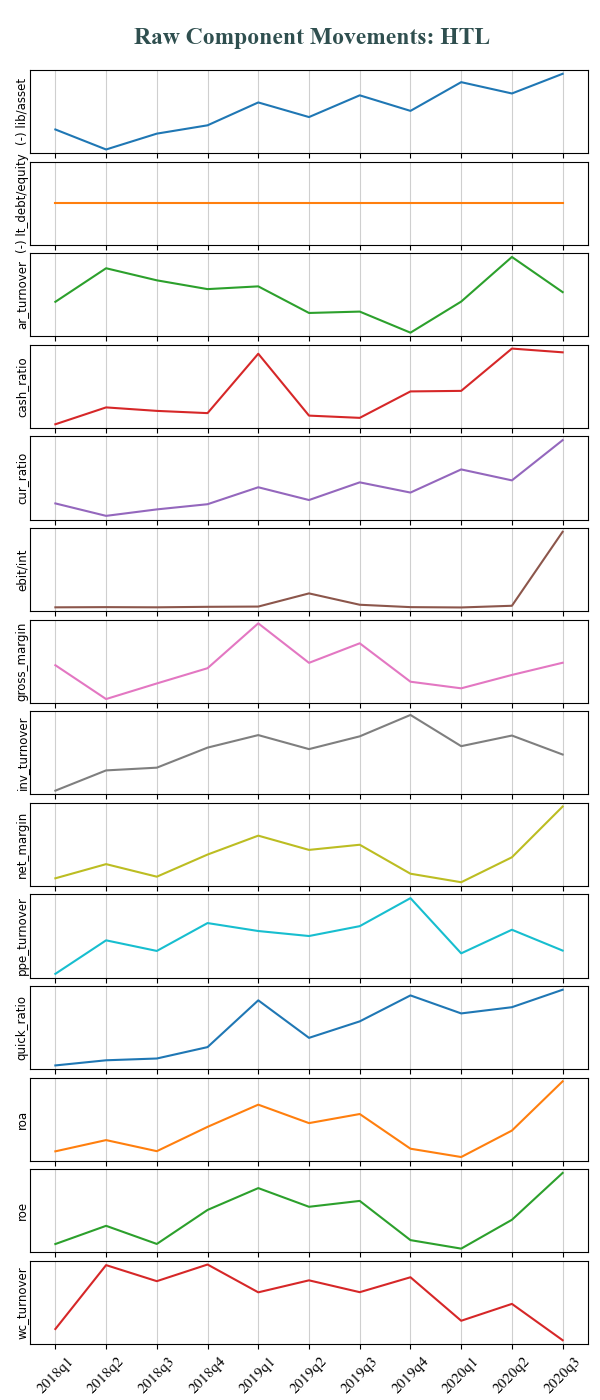 Raw Component Movements: HTL
(-) lib/asset
(-) lt_debt/equity
ar_turnover
cash_ratio
cur_ratio
ebit/int
gross_margin
inv_turnover
net_margin
ppe_turnover
quick_ratio
roa
roe
wc_turnover
2018q1 2018q2 2018q3 2018q4 2019q1 2019q2 2019q3 2019q4 2020q1 2020q2 2020q3